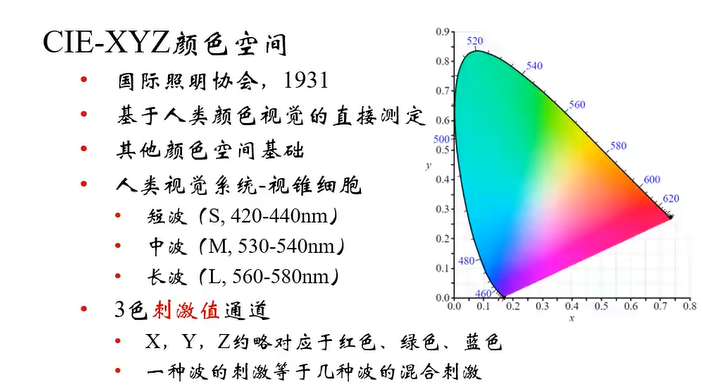 CIE-XYZ颜色空间
• 国际照明协会，1931
• 基于人类颜色视觉的直接测定
• 其他颜色空间基础
• 人类视觉系统-视锥细胞
• 短波（S, 420-440nm）
• 中波（M, 530-540nm）
• 长波（L, 560-580nm）
• 3色刺激值通道
• X，Y，Z约略对应于红色、绿色、蓝色
• 一种波的刺激等于几种波的混合刺激
0.9
0.8
0.7
0.6
0.5
0.4
0.3
0.2
0.1
0.0
y
520
540
560
580
600
620
500
480
460
0.0 0.1 0.2 0.3 0.4 0.5 0.6 0.7 0.8
x